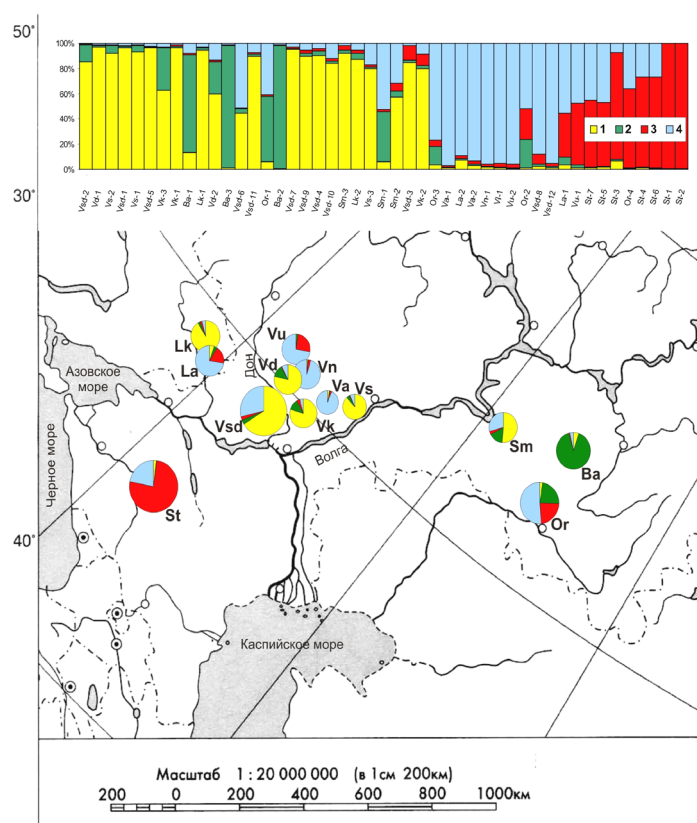 50°
100%
80%
60%
40%
20%
0%
1 2 3 4
Vsd-2 Vd-1 Vs-2 Vsd-1 Vs-1 Vsd-5 Vk-3 Vk-1 Ba-1 Lk-1 Vd-2 Ba-3 Vsd-6 Vsd-11 Or-1 Ba-2 Vsd-7 Vsd-9 Vsd-4 Vsd-10 Sm-3 Lk-2 Vs-3 Sm-1 Sm-2 Vsd-3 Vk-2 Or-3 Va-1 La-2 Va-2 Vn-1 Vl-1 Vu-2 Or-2 Vsd-8 Vsd-12 La-1 Vu-1 St-7 St-5 St-3 Or-4 St-4 St-6 St-1 St-2
30°
Lk
La
Дон
Vu
Vd
Vn
Va
Vs
Азовское
море
Vsd
Vk
Волга
Sm
Ba
Черное море
St
Or
40°
Каспийское море
Масштаб 1 : 20 000 000 (в 1см 200км)
200 0 200 400 600 800 1000км